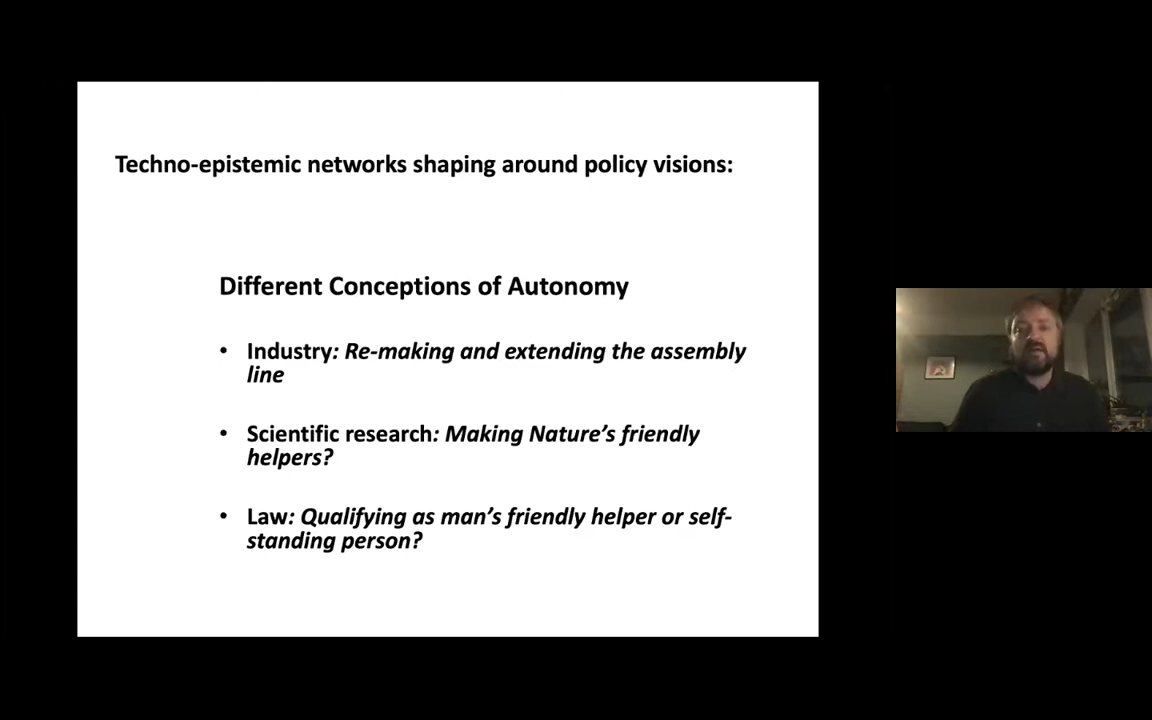 Techno-epistemic networks shaping around policy visions:
Different Conceptions of Autonomy
• Industry: Re-making and extending the assembly
line
• Scientific research: Making Nature’s friendly
helpers?
• Law: Qualifying as man’s friendly helper or self-
standing person?